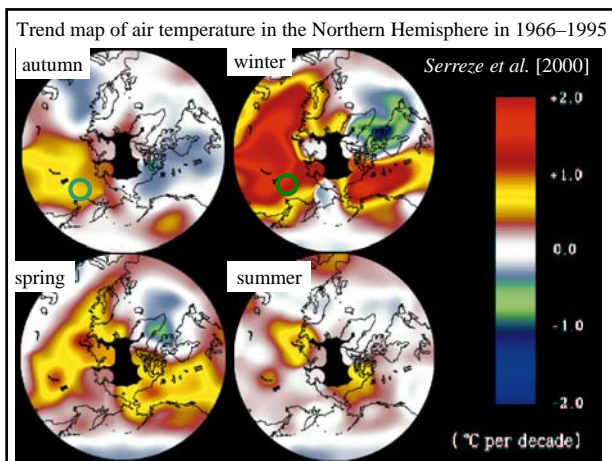 Trend map of air temperature in the Northern Hemisphere in 1966–1995
autumn
winter
Serreze et al. [2000]
+2.0
+1.0
0.0
-1.0
-2.0
spring
summer
( °C per decade )